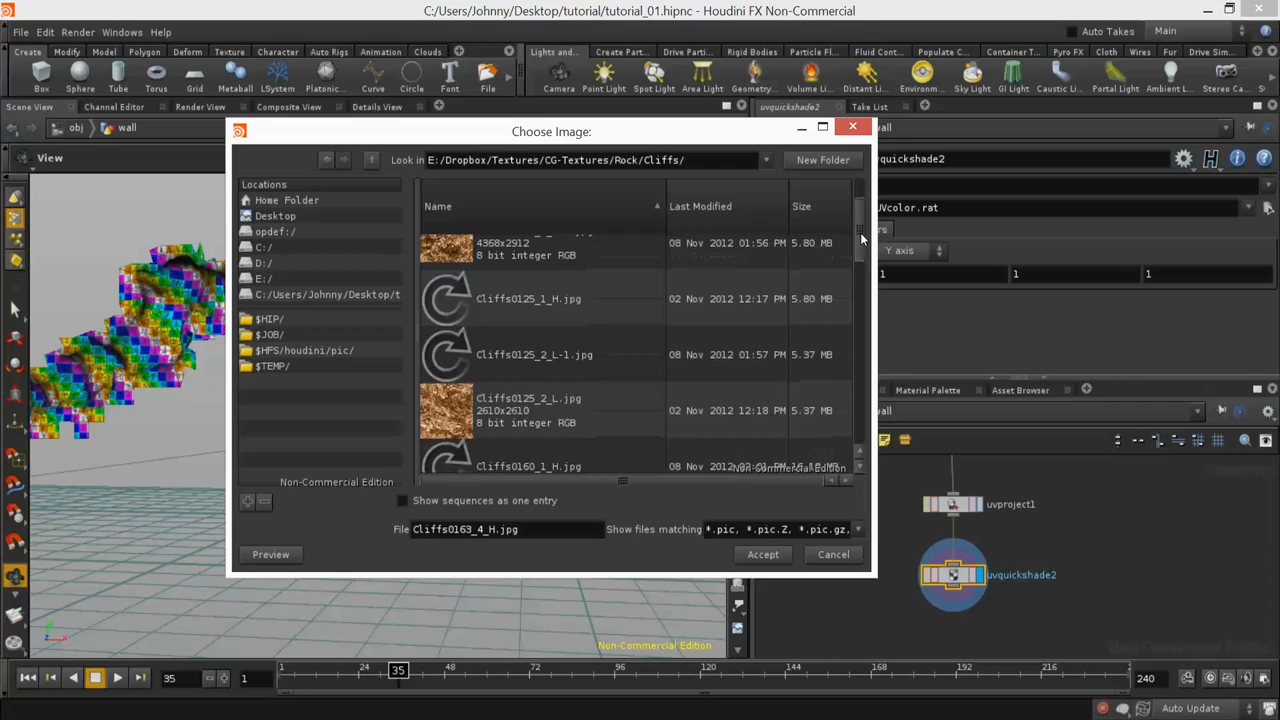 C:/Users/Johnny/Desktop/tutorial/tutorial_01.hipnc - Houdini FX Non-Commercial
File Edit Render Windows Help
Auto Takes Main
Create Modify Model Polygon Deform Texture Character Auto Rigs Animation Clouds
Lights and... Create Part... Drive Parti... Rigid Bodies Particle Fl... Fluid Cont... Populate C... Container T... Pyro FX Cloth Wires Fur Drive Sim...
Box Sphere Tube Torus Grid Metaball LSystem Platonic... Curve Circle Font File
Camera Point Light Spot Light Area Light Geometry... Volume Li... Distant Li... Environm... Sky Light GI Light Caustic Li... Portal Light Ambient L... Stereo Ca...
Scene View Channel Editor Render View Composite View Details View
uvquickshade2 Take List
obj wall
wall
View
Choose Image:
uvquickshade2
Look in E:/Dropbox/Textures/CG-Textures/Rock/Cliffs/ New Folder
Locations
Home Folder
Desktop
opdef:/
C:/
D:/
E:/
C:/Users/Johnny/Desktop/t
$HIP/
$JOB/
$HFS/houdini/pic/
$TEMP/
Non-Commercial Edition
Name Last Modified Size
4368x2912 08 Nov 2012 01:56 PM 5.80 MB
8 bit integer RGB
Cliffs0125_1_H.jpg 02 Nov 2012 12:17 PM 5.80 MB
Cliffs0125_2_L-1.jpg 08 Nov 2012 01:57 PM 5.37 MB
Cliffs0125_2_L.jpg
2610x2610 02 Nov 2012 12:18 PM 5.37 MB
8 bit integer RGB
Cliffs0160_1_H.jpg
Non-Commercial Edition
Show sequences as one entry
File Cliffs0163_4_H.jpg Show files matching *.pic, *.pic.Z, *.pic.gz,
Preview Accept Cancel
UVcolor.rat
rs
Y axis
1 1 1
Material Palette Asset Browser
wall
uvproject1
uvquickshade2
Non-Commercial Edition
35 1
1 24 35 48 72 96 120 144 168 192 216
240
Auto Update